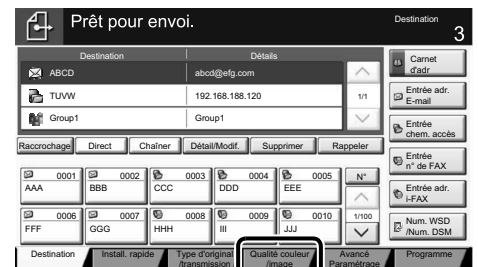 Prêt pour envoi.
Destination
3
Destination Détails
ABCD abcd@efg.com
TUVW 192.168.188.120
Group1 Group1
1/1
Raccrochage Direct Chaîner Détail/Modif. Supprimer Rappeler
0001 0002 0003 0004 0005 N°
AAA BBB CCC DDD EEE
0006 0007 0008 0009 0010 1/100
FFF GGG HHH III JJJ
Carnet
d'adr
Entrée adr.
E-mail
Entrée
chem. accès
Entrée
n° de FAX
Entrée adr.
i-FAX
Num. WSD
/Num. DSM
Destination Install. rapide Type d'original
/transmission Qualité couleur
/image Avancé
Paramétrage Programme